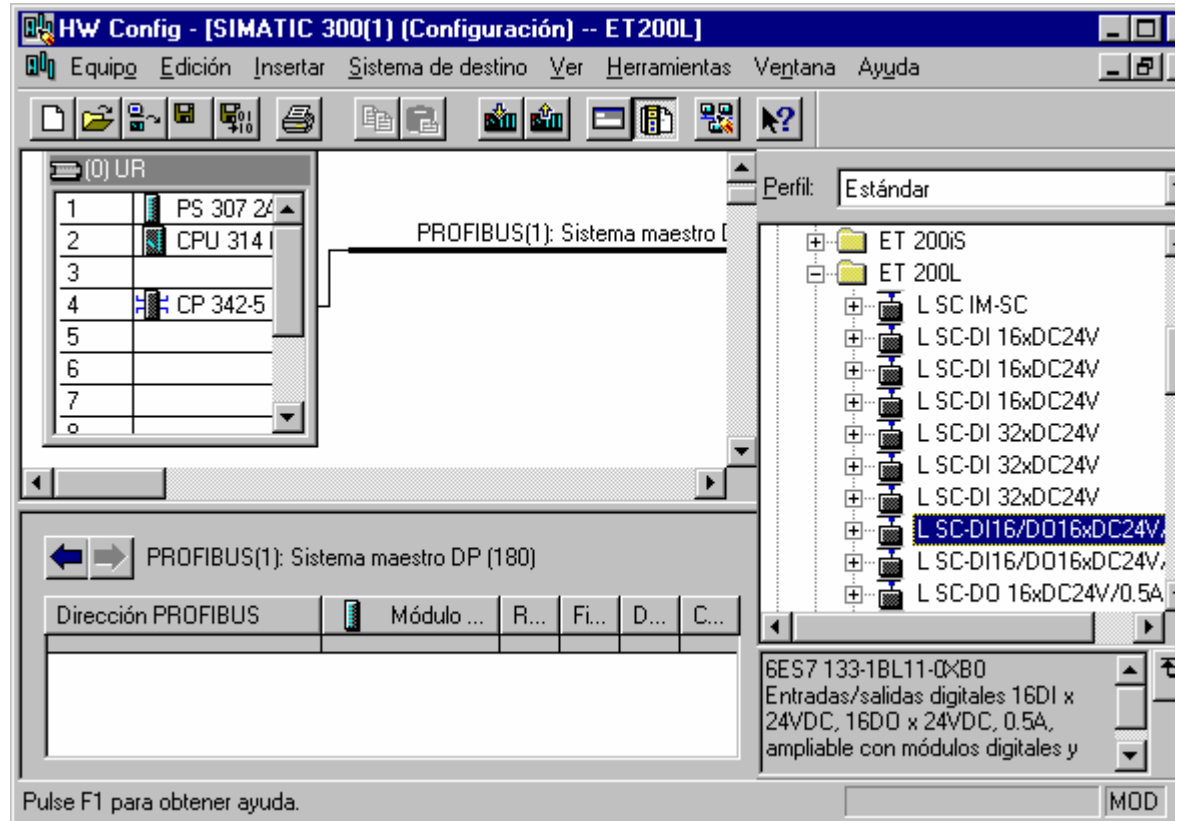 HW Config - [SIMATIC 300(1) (Configuración) -- ET200L]
Equipo Edición Insertar Sistema de destino Ver Herramientas Ventana Ayuda
(0) UR
1 PS 307 2A
2 CPU 314
3
4 CP 342-5
5
6
7
PROFIBUS(1): Sistema maestro
PROFIBUS(1): Sistema maestro DP (180)
Dirección PROFIBUS Módulo ... R... Fi... D... C...
Perfil: Estándar
ET 200iS
ET 200L
L SC IM-SC
L SC-DI 16xDC24V
L SC-DI 16xDC24V
L SC-DI 16xDC24V
L SC-DI 32xDC24V
L SC-DI 32xDC24V
L SC-DI 32xDC24V
L SC-DI16/DO16xDC24V/
L SC-DI16/DO16xDC24V/
L SC-DO 16xDC24V/0.5A
6ES7 133-1BL11-0XB0
Entradas/salidas digitales 16DI x
24VDC, 16DO x 24VDC, 0.5A,
ampliable con módulos digitales y
Pulse F1 para obtener ayuda.
MOD